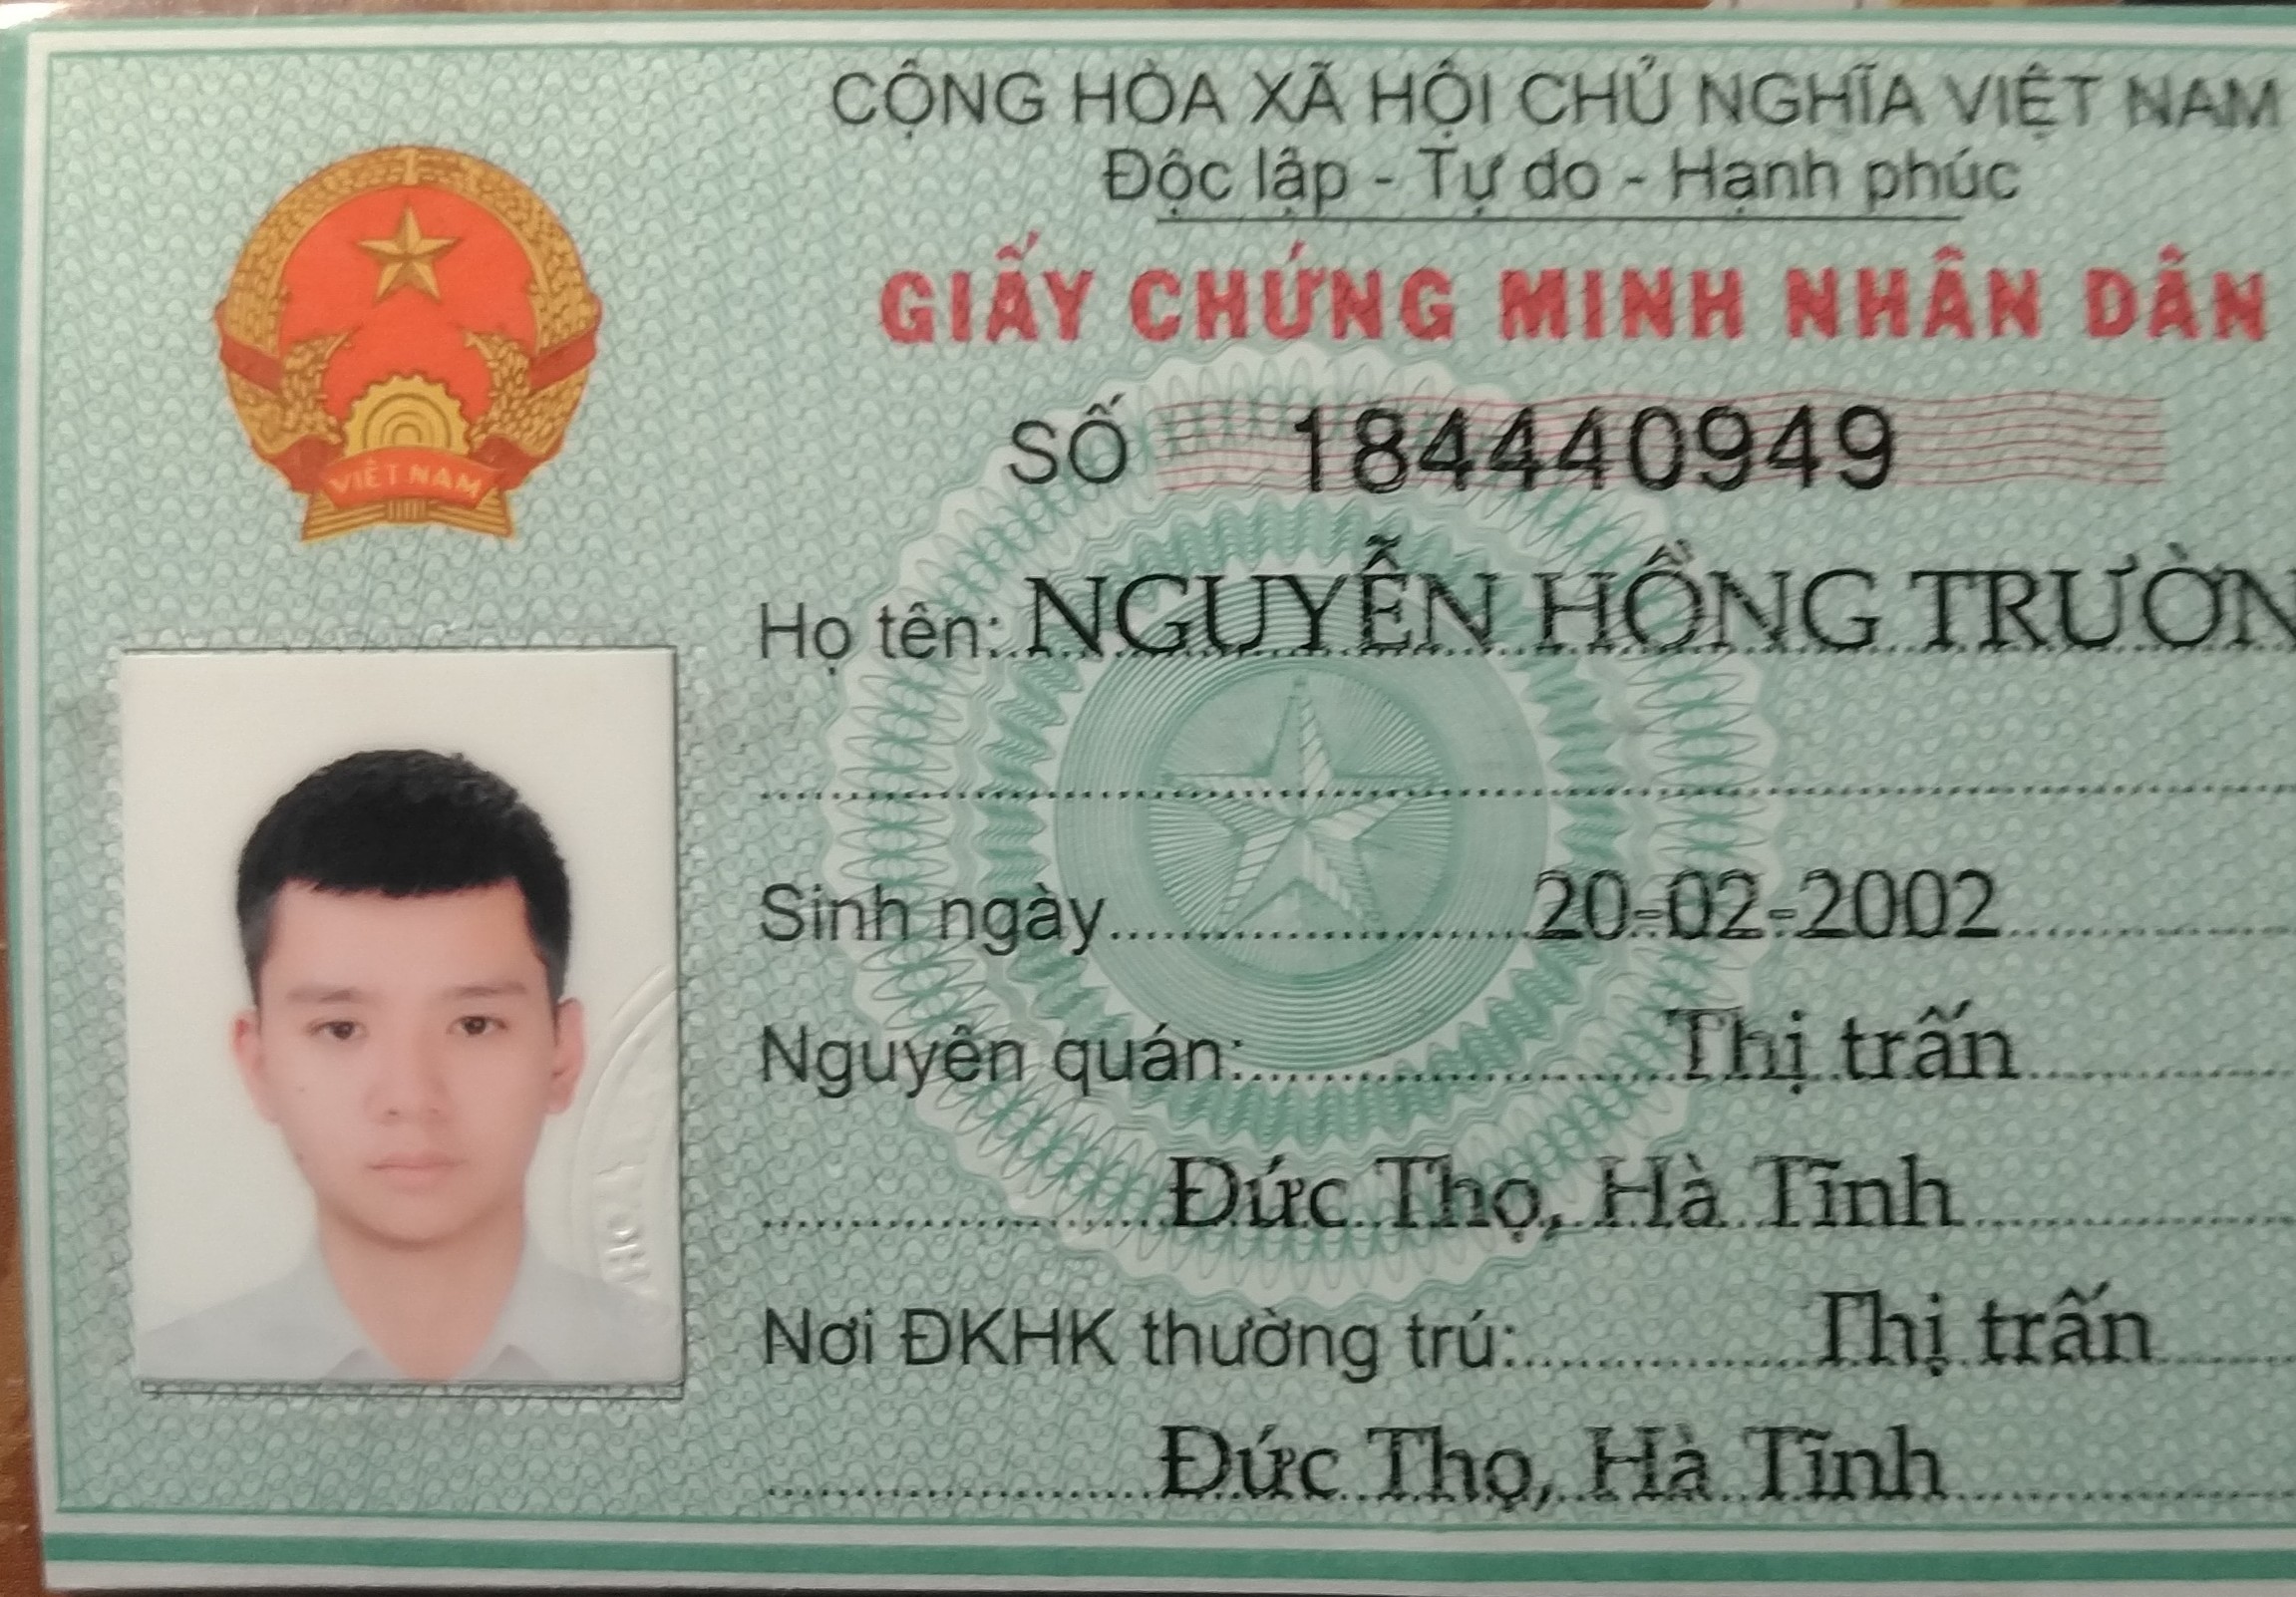 CỘNG HÒA XÃ HỘI CHỦ NGHĨA VIỆT NAM
Độc lập - Tự do - Hạnh phúc
GIẤY CHỨNG MINH NHÂN DÂN
VIỆT NAM
SỐ 184440949
Họ tên: NGUYỄN HỒNG TRƯỜN
Sinh ngày 20-02-2002
Nguyên quán: Thị trấn
Đức Thọ, Hà Tĩnh
Nơi ĐKHK thường trú: Thị trấn
Đức Thọ, Hà Tĩnh